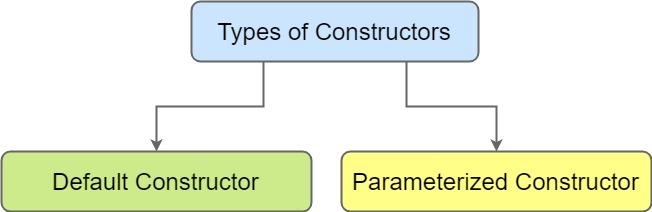 Types of Constructors
Default Constructor
Parameterized Constructor